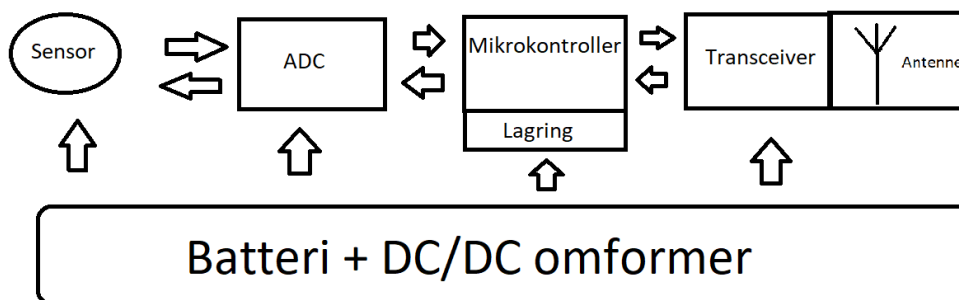 Sensor
ADC
Mikrokontroller
Lagring
Transceiver
Antenne
Batteri + DC/DC omformer